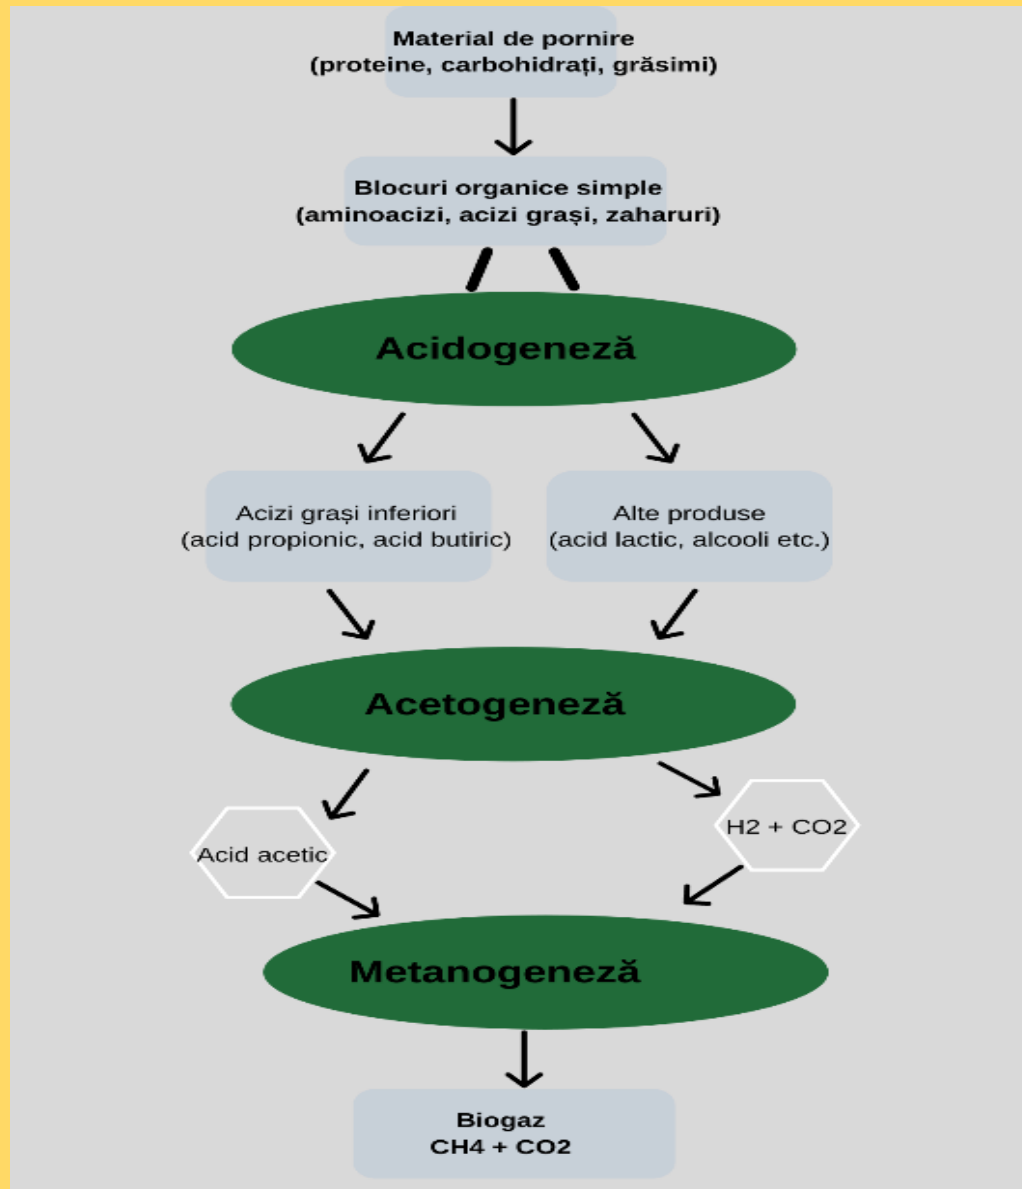 Material de pornire
(proteine, carbohidrați, grăsimi)
Blocuri organice simple
(aminoacizi, acizi grași, zaharuri)
Acidogeneză
Acizi grași inferiori
(acid propionic, acid butiric)
Alte produse
(acid lactic, alcooli etc.)
Acetogeneză
Acid acetic
H2 + CO2
Metanogeneză
Biogaz
CH4 + CO2